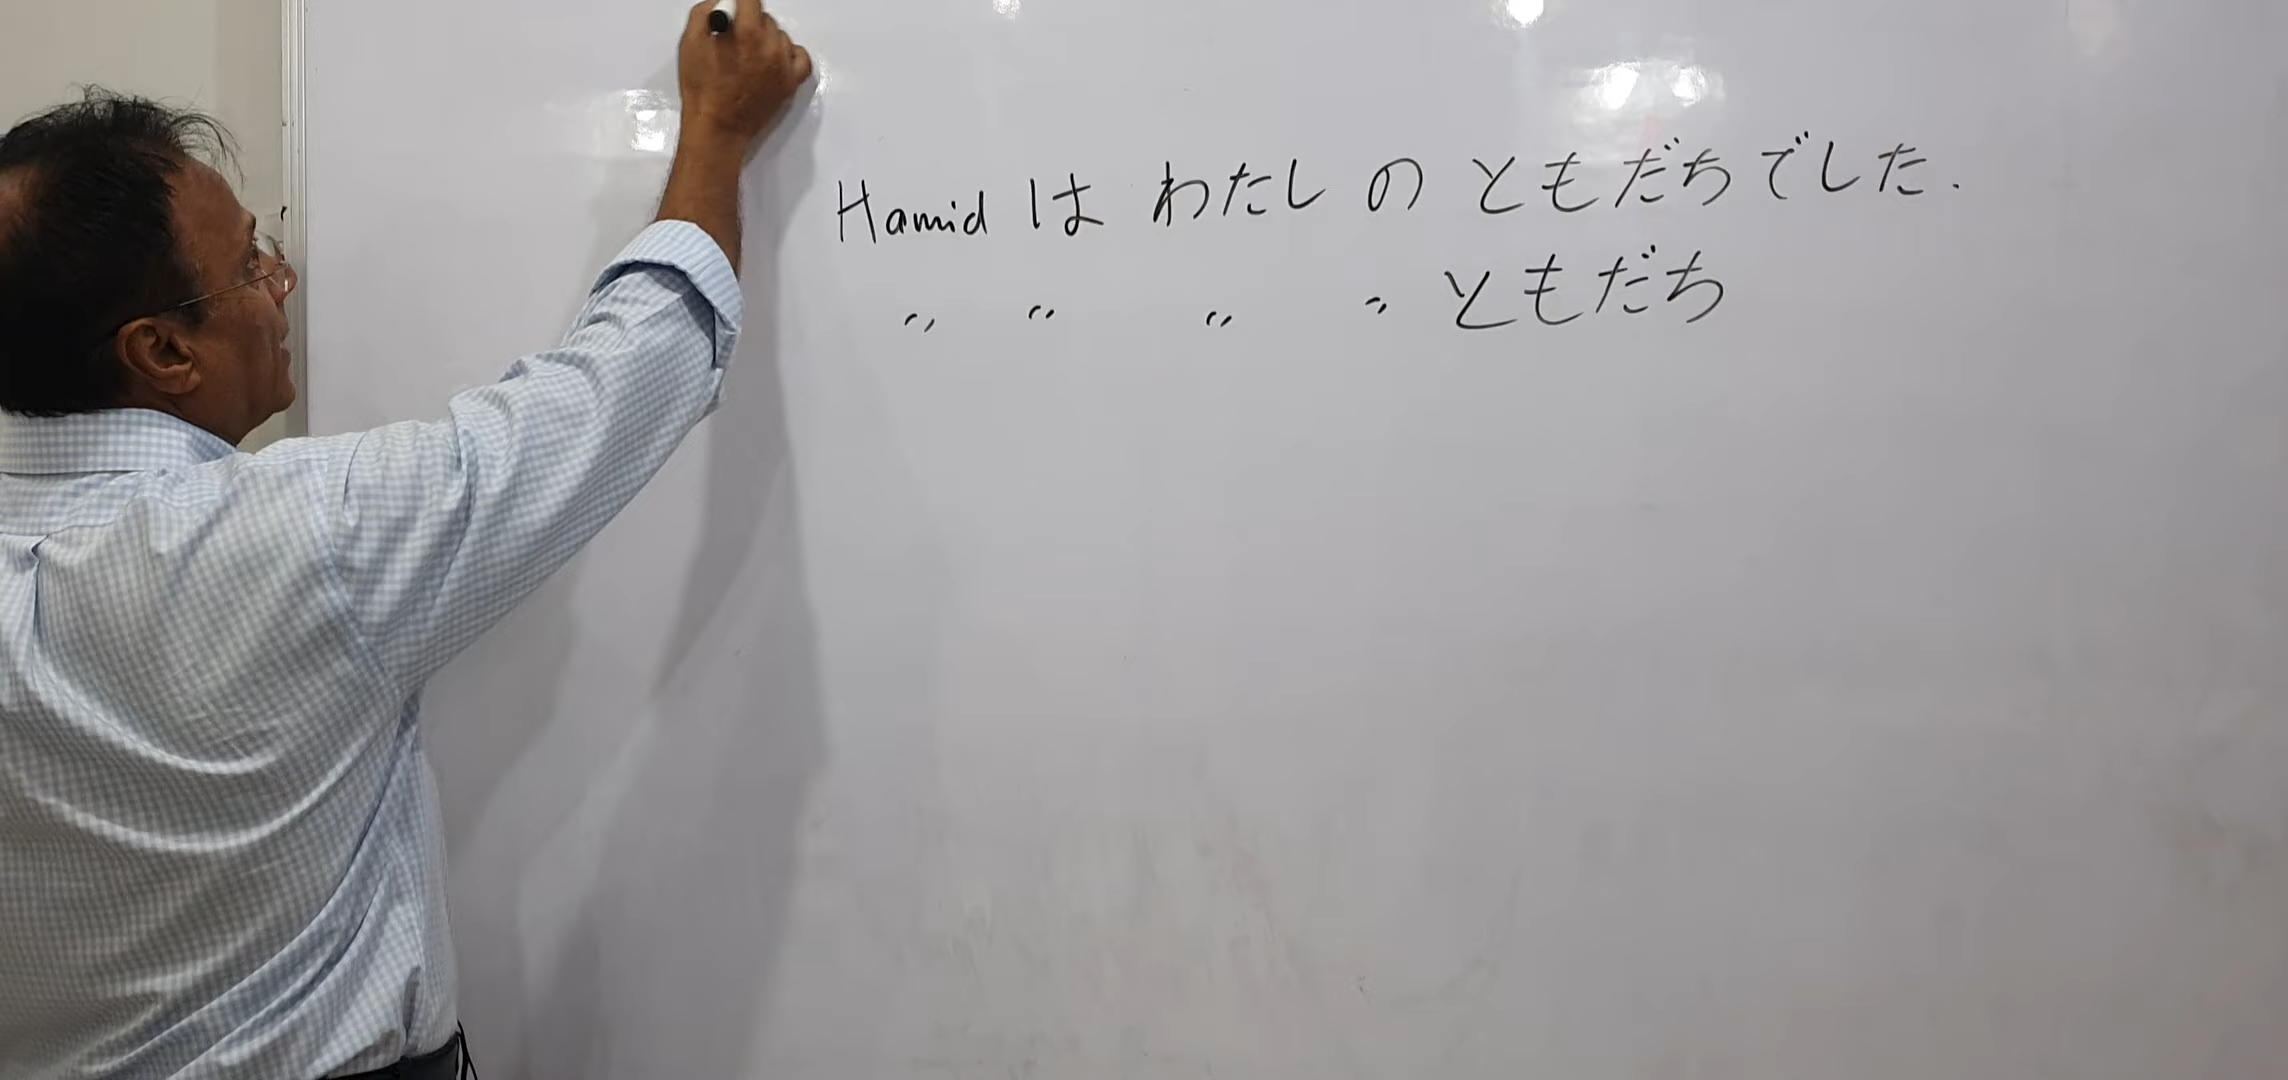 Hamid は わたし の ともだちでした.
〃 〃 〃 〃 ともだち